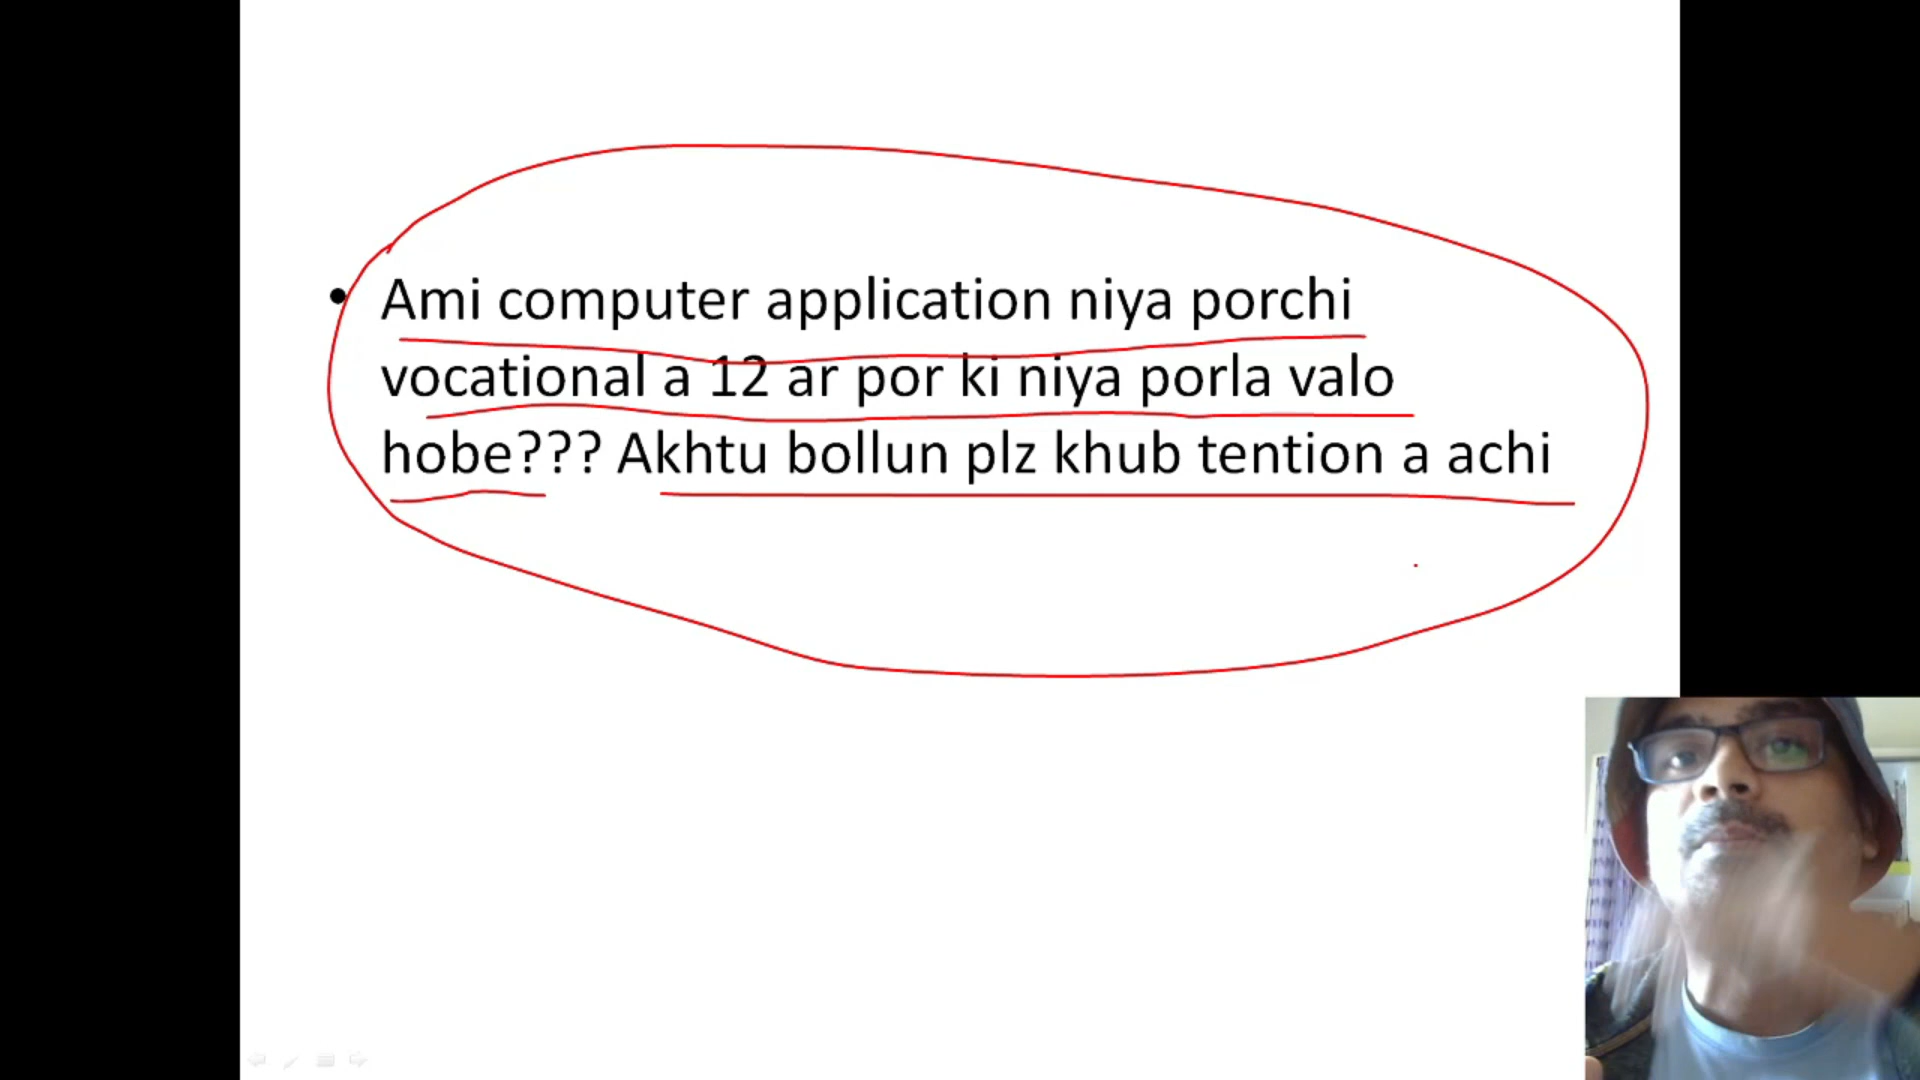 • Ami computer application niya porchi
vocational a 12 ar por ki niya porla valo
hobe??? Akhtu bollun plz khub tention a achi